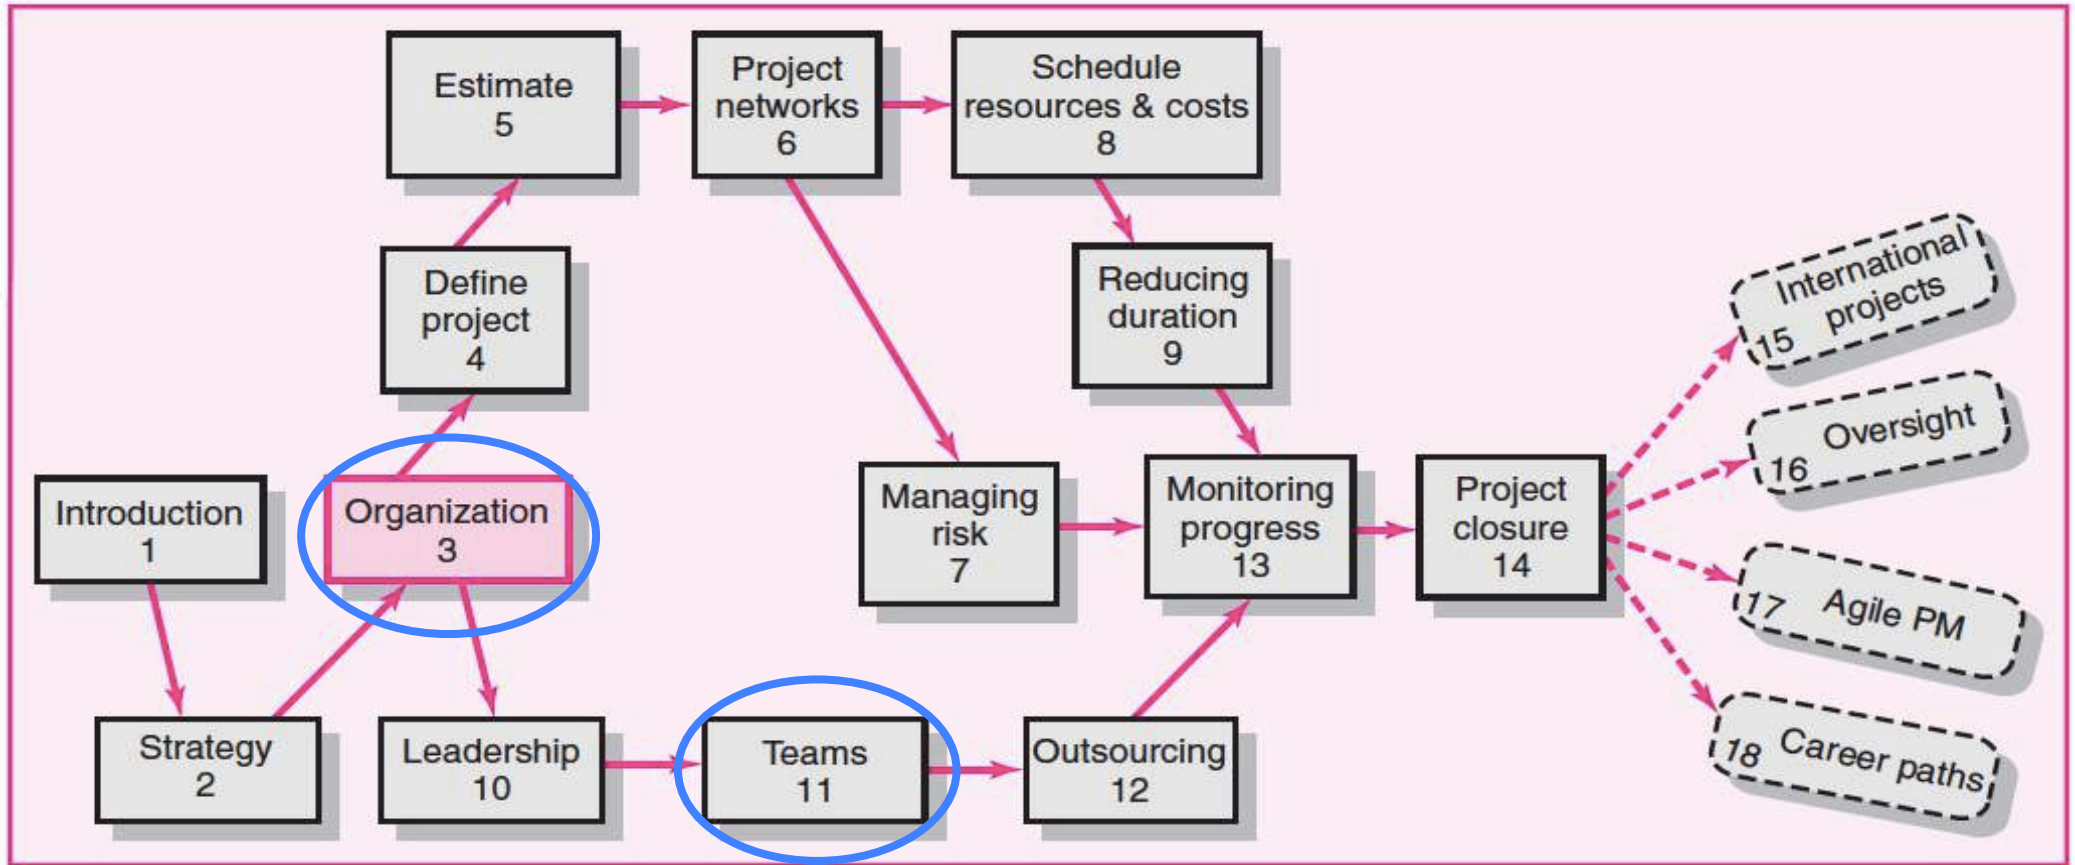 Estimate
5
Project
networks
6
Schedule
resources & costs
8
Define
project
4
Reducing
duration
9
International
projects
15
Oversight
16
Introduction
1
Organization
3
Managing
risk
7
Monitoring
progress
13
Project
closure
14
Agile PM
17
Strategy
2
Leadership
10
Teams
11
Outsourcing
12
Career paths
18